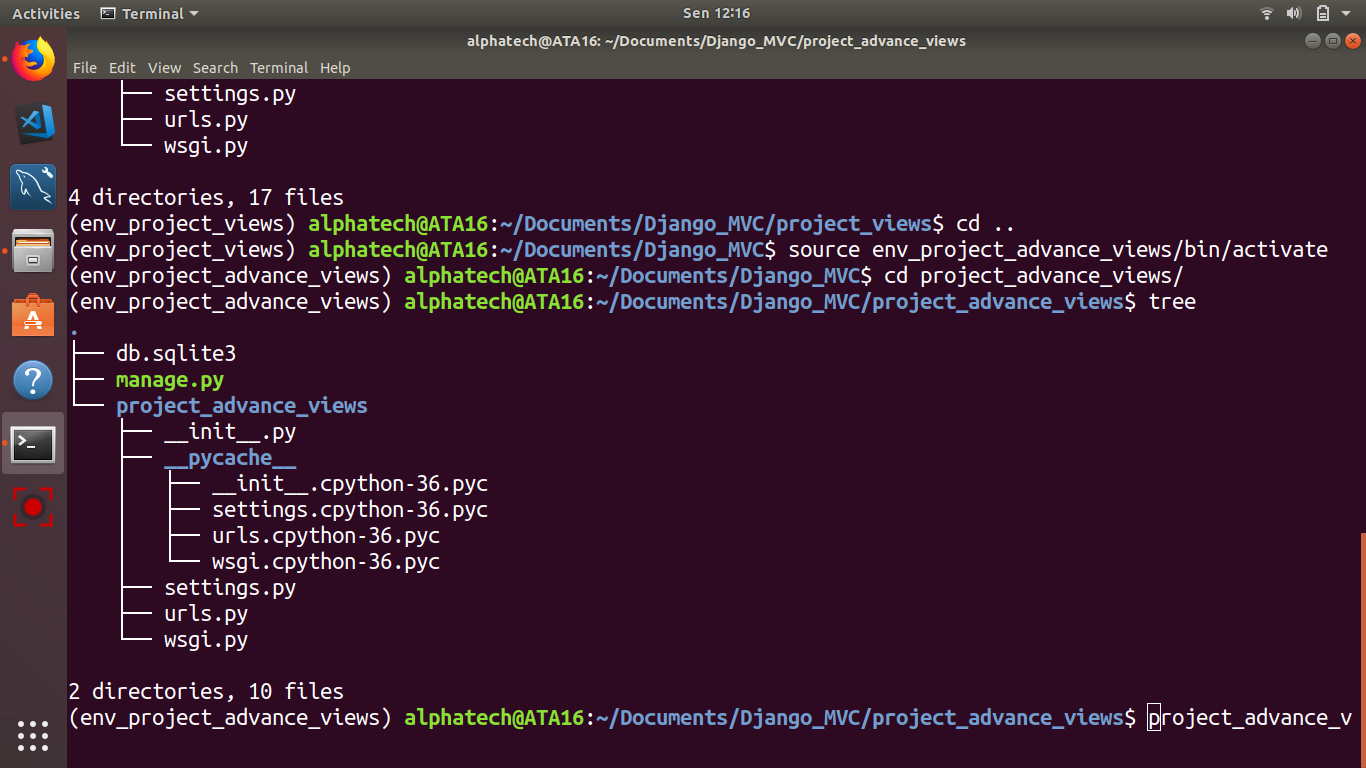 Activities Terminal Sen 12:16
alphatech@ATA16: ~/Documents/Django_MVC/project_advance_views
File Edit View Search Terminal Help
├── settings.py
├── urls.py
└── wsgi.py
4 directories, 17 files
(env_project_views) alphatech@ATA16:~/Documents/Django_MVC/project_views$ cd ..
(env_project_views) alphatech@ATA16:~/Documents/Django_MVC$ source env_project_advance_views/bin/activate
(env_project_advance_views) alphatech@ATA16:~/Documents/Django_MVC$ cd project_advance_views/
(env_project_advance_views) alphatech@ATA16:~/Documents/Django_MVC/project_advance_views$ tree
.
├── db.sqlite3
├── manage.py
└── project_advance_views
    ├── __init__.py
    ├── __pycache__
    │   ├── __init__.cpython-36.pyc
    │   ├── settings.cpython-36.pyc
    │   ├── urls.cpython-36.pyc
    │   └── wsgi.cpython-36.pyc
    ├── settings.py
    ├── urls.py
    └── wsgi.py
2 directories, 10 files
(env_project_advance_views) alphatech@ATA16:~/Documents/Django_MVC/project_advance_views$ project_advance_v